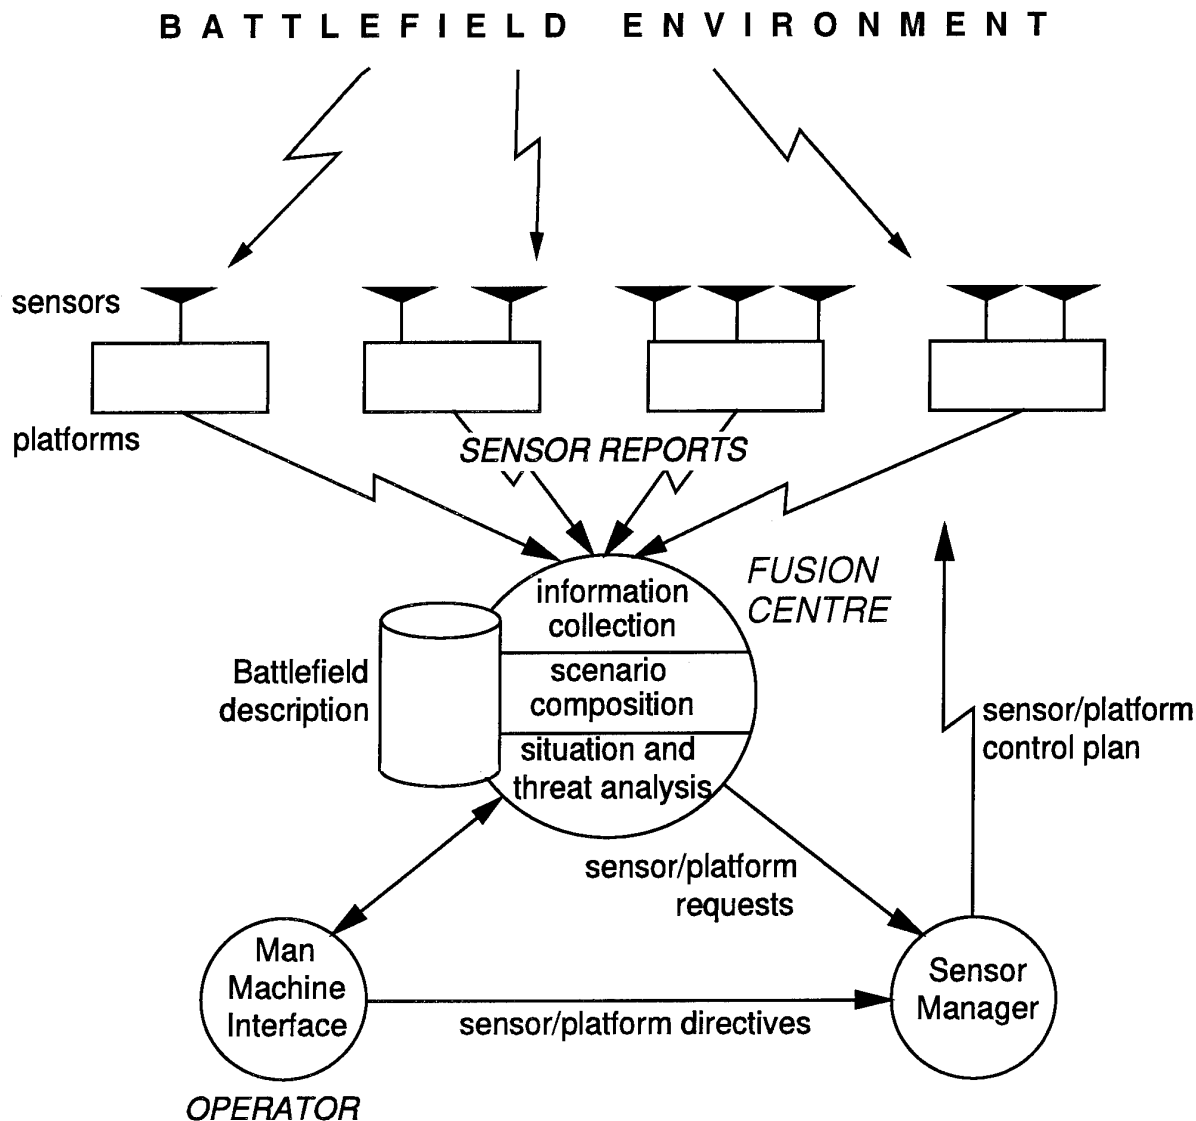 BATTLEFIELD ENVIRONMENT
sensors
platforms
SENSOR REPORTS
FUSION
CENTRE
information
collection
scenario
composition
situation and
threat analysis
Battlefield
description
sensor/platform
control plan
sensor/platform
requests
Man
Machine
Interface
Sensor
Manager
sensor/platform directives
OPERATOR